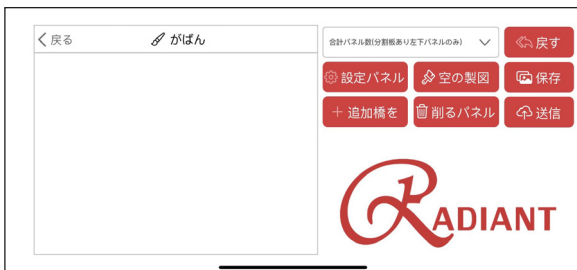 戻る
がばん
合計パネル数(分割板あり左下パネルのみ)
戻す
設定パネル
空の製図
保存
追加橋を
削るパネル
送信
RADIANT